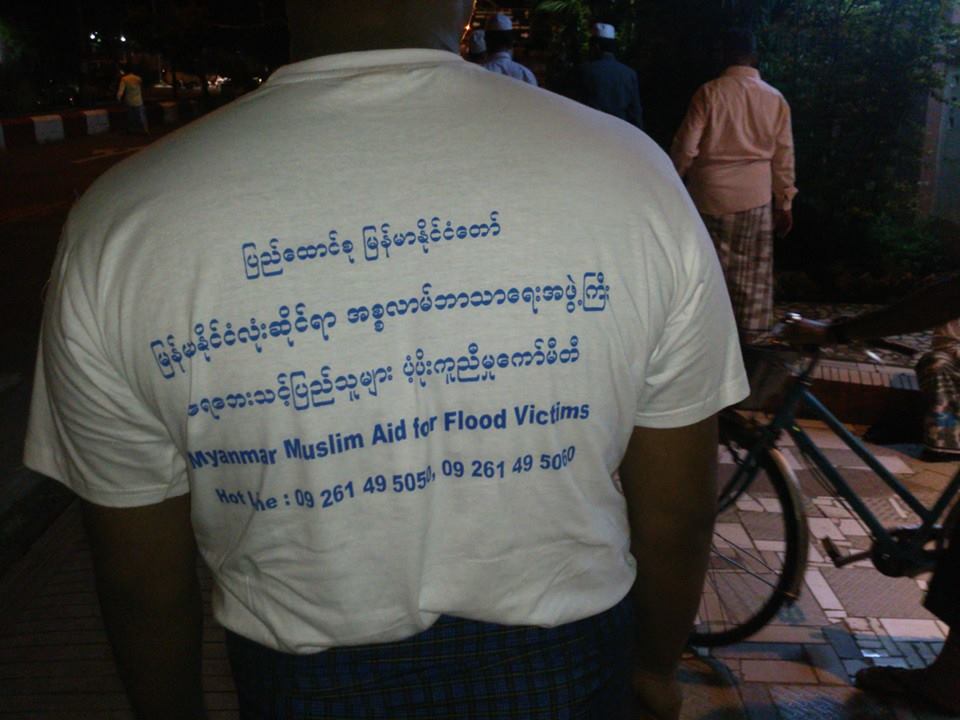 ပြည်ထောင်စု မြန်မာနိုင်ငံတော်
မြန်မာနိုင်ငံလုံးဆိုင်ရာ အစ္စလာမ်ဘာသာရေးအဖွဲ့ကြီး
ရေဘေးသင့်ပြည်သူများ ပံ့ပိုးကူညီမှုကော်မီတီ
Myanmar Muslim Aid for Flood Victims
Hot Line : 09 261 49 5050, 09 261 49 5060